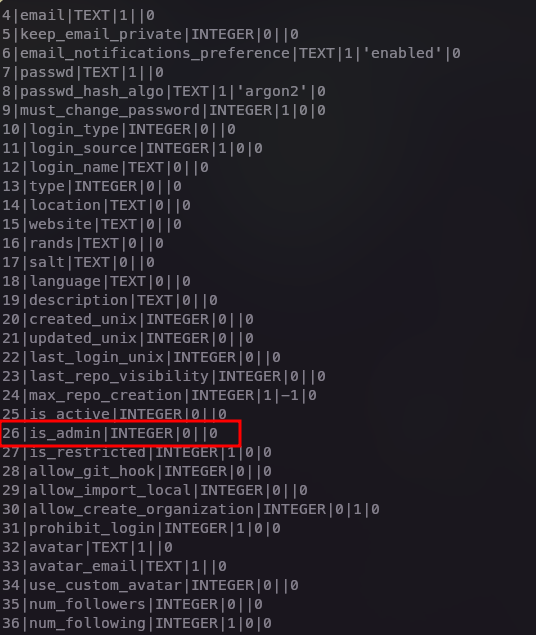 4|email|TEXT|1||0
5|keep_email_private|INTEGER|0||0
6|email_notifications_preference|TEXT|1|'enabled'|0
7|passwd|TEXT|1||0
8|passwd_hash_algo|TEXT|1|'argon2'|0
9|must_change_password|INTEGER|1|0|0
10|login_type|INTEGER|0||0
11|login_source|INTEGER|1|0|0
12|login_name|TEXT|0||0
13|type|INTEGER|0||0
14|location|TEXT|0||0
15|website|TEXT|0||0
16|rands|TEXT|0||0
17|salt|TEXT|0||0
18|language|TEXT|0||0
19|description|TEXT|0||0
20|created_unix|INTEGER|0||0
21|updated_unix|INTEGER|0||0
22|last_login_unix|INTEGER|0||0
23|last_repo_visibility|INTEGER|0||0
24|max_repo_creation|INTEGER|1|-1|0
25|is_active|INTEGER|0||0
26|is_admin|INTEGER|0||0
27|is_restricted|INTEGER|1|0|0
28|allow_git_hook|INTEGER|0||0
29|allow_import_local|INTEGER|0||0
30|allow_create_organization|INTEGER|0|1|0
31|prohibit_login|INTEGER|1|0|0
32|avatar|TEXT|1||0
33|avatar_email|TEXT|1||0
34|use_custom_avatar|INTEGER|0||0
35|num_followers|INTEGER|0||0
36|num_following|INTEGER|1|0|0